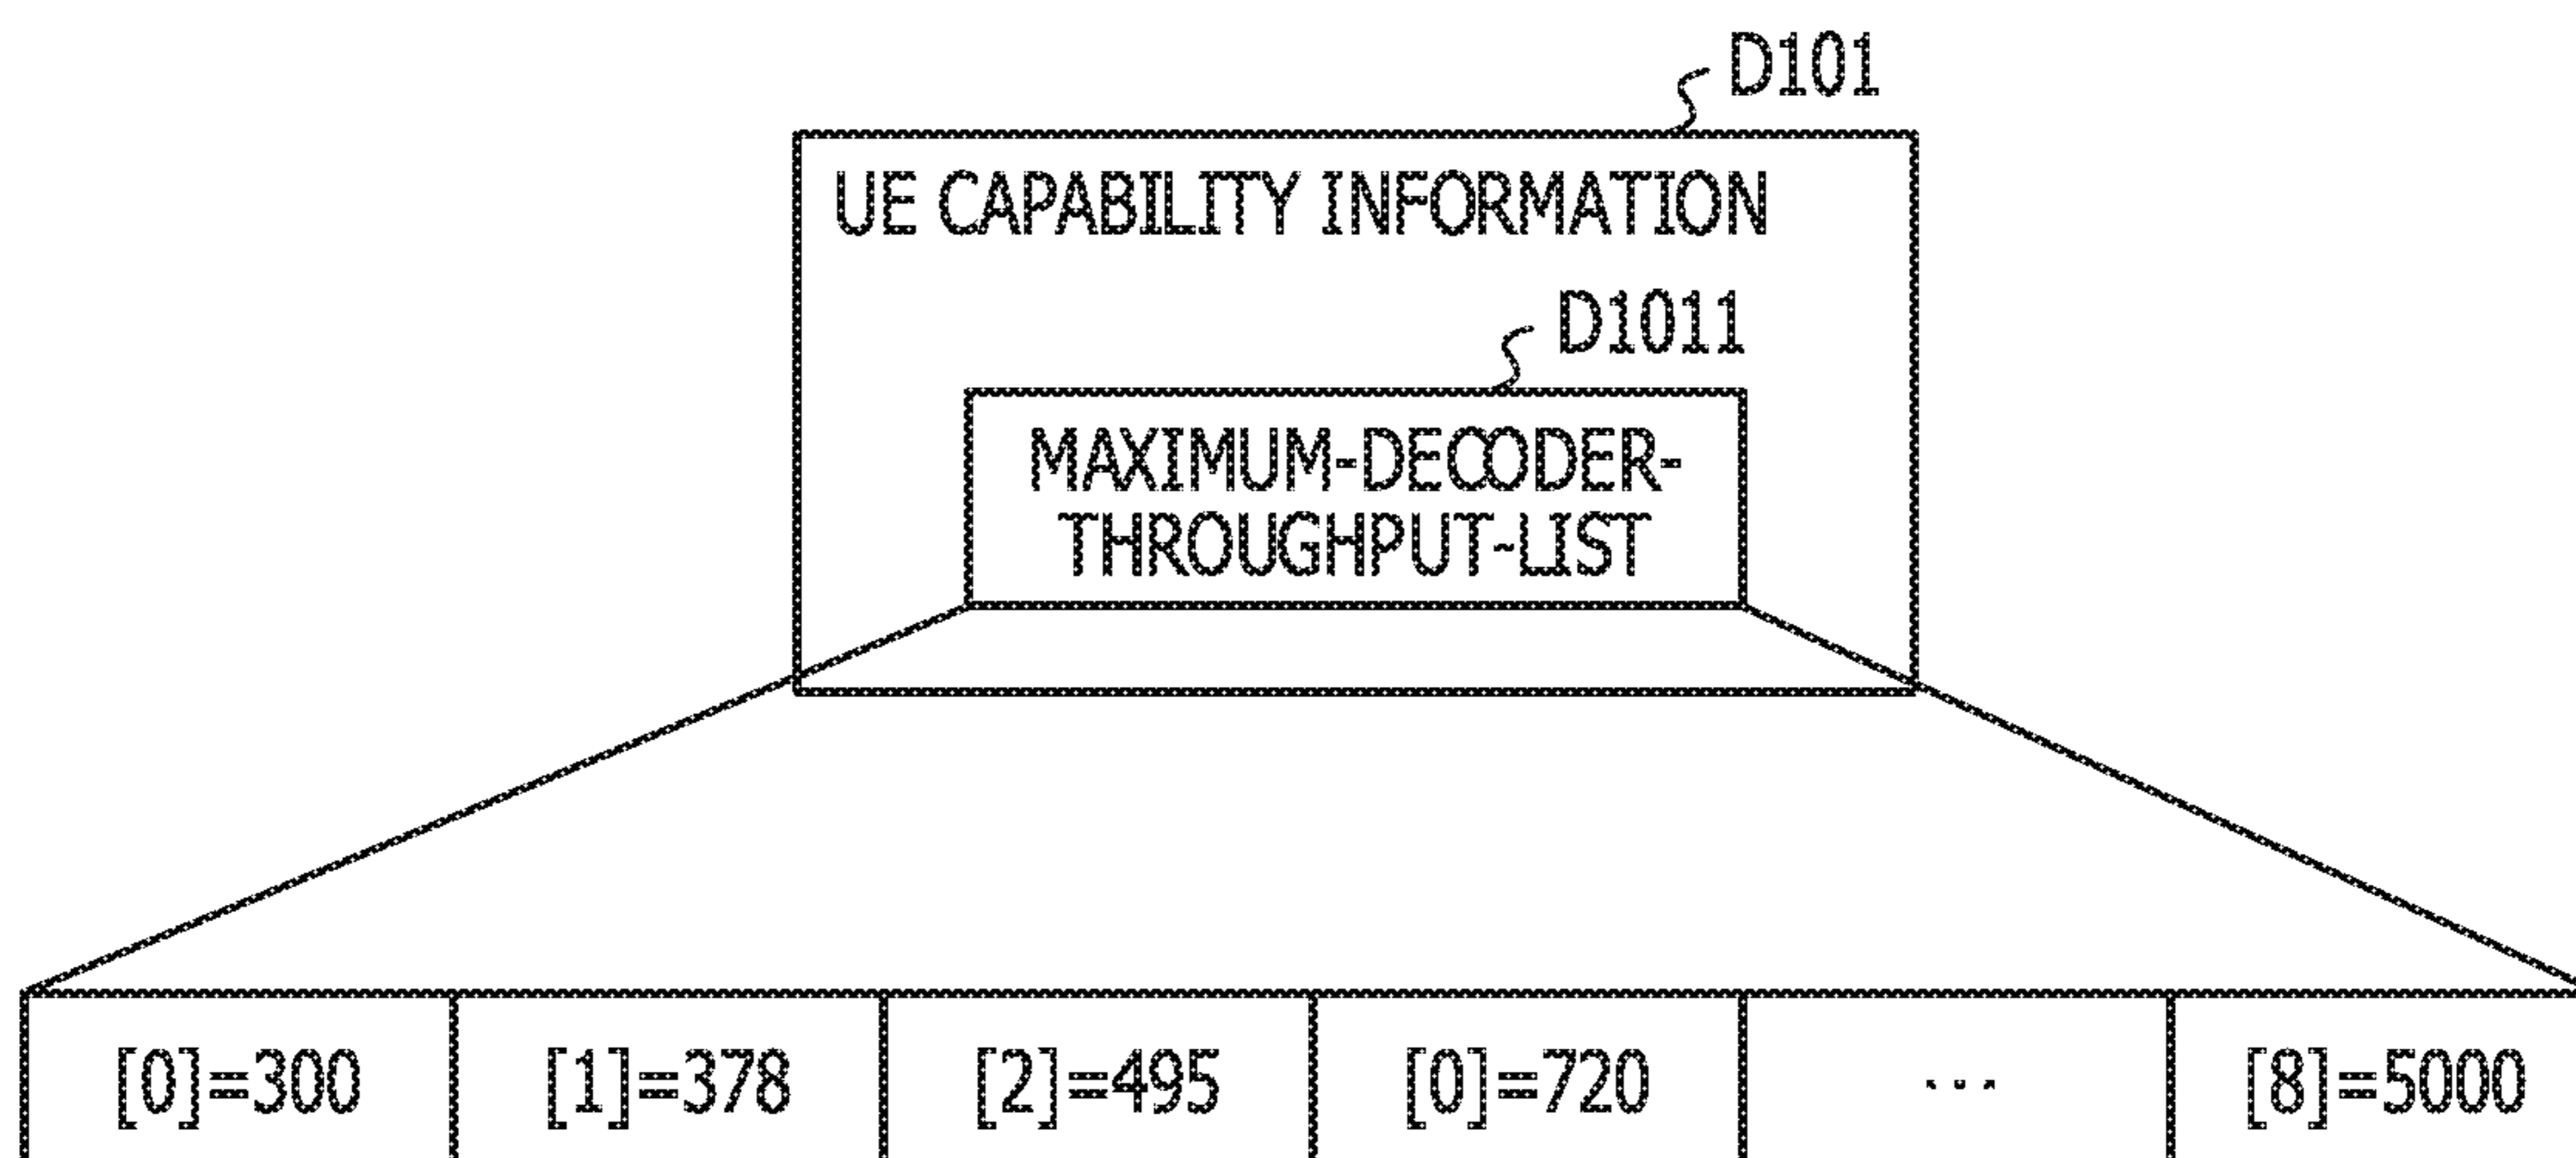 D101
UE CAPABILITY INFORMATION
D1011
MAXIMUM-DECODER-
THROUGHPUT-LIST
[0]=300 [1]=378 [2]=495 [0]=720 ... [8]=5000